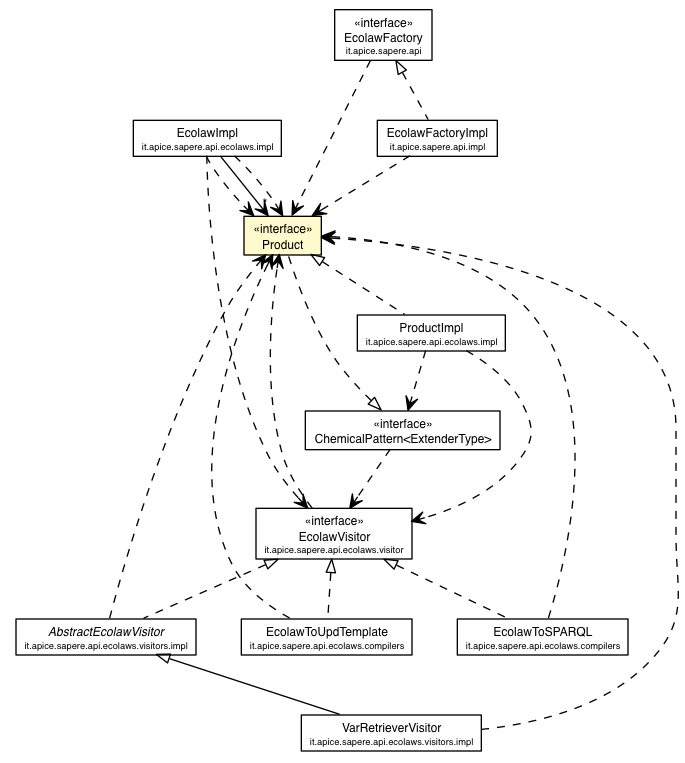 «interface»
EcolawFactory
it.apice.sapere.api
EcolawImpl
it.apice.sapere.api.ecolaws.impl
EcolawFactoryImpl
it.apice.sapere.api.impl
«interface»
Product
ProductImpl
it.apice.sapere.api.ecolaws.impl
«interface»
ChemicalPattern<ExtenderType>
«interface»
EcolawVisitor
it.apice.sapere.api.ecolaws.visitor
AbstractEcolawVisitor
it.apice.sapere.api.ecolaws.visitors.impl
EcolawToUpdTemplate
it.apice.sapere.api.ecolaws.compilers
EcolawToSPARQL
it.apice.sapere.api.ecolaws.compilers
VarRetrieverVisitor
it.apice.sapere.api.ecolaws.visitors.impl